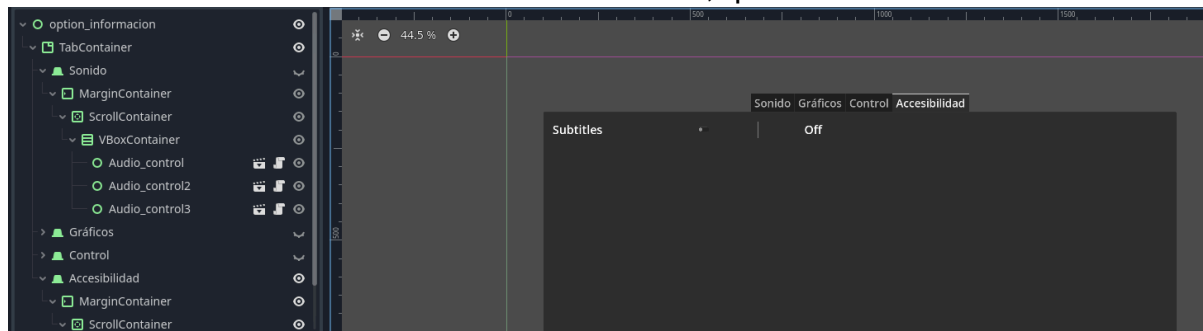 option_informacion
TabContainer
Sonido
MarginContainer
ScrollContainer
VBoxContainer
Audio_control
Audio_control2
Audio_control3
Gráficos
Control
Accesibilidad
MarginContainer
ScrollContainer
0 500 1000 1500
44.5 %
0
500
Sonido Gráficos Control Accesibilidad
Subtitles Off